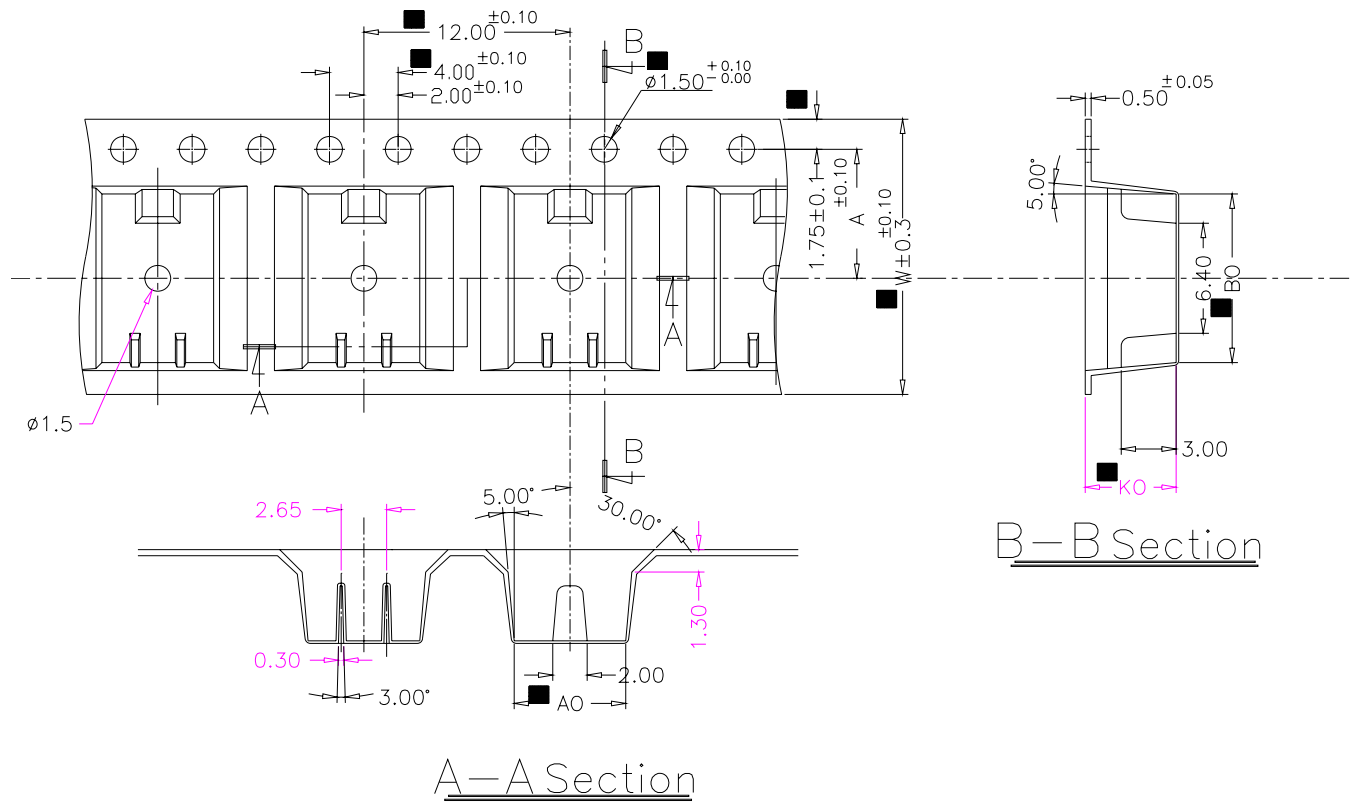 12.00±0.10
4.00±0.10
2.00±0.10
B
ø1.50 +0.10 -0.00
0.50±0.05
1.75±0.1
±0.10
A
±0.10
W±0.3
5.00°
6.40
B0
A
A
ø1.5
B
3.00
K0
B-B Section
2.65
5.00°
30.00°
1.30
0.30
3.00°
2.00
A0
A-A Section